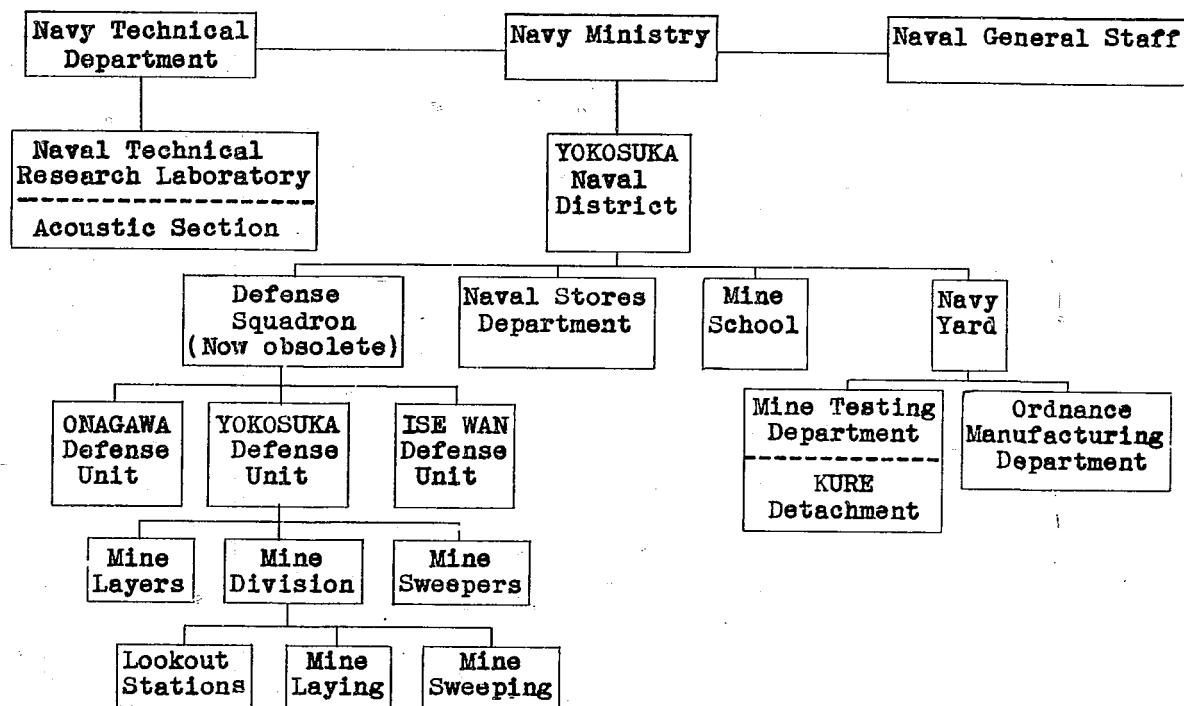 Navy Technical
Department
Navy Ministry
Naval General Staff
Naval Technical
Research Laboratory
Acoustic Section
YOKOSUKA
Naval
District
Defense
Squadron
(Now obsolete)
Naval Stores
Department
Mine
School
Navy
Yard
ONAGAWA
Defense
Unit
YOKOSUKA
Defense
Unit
ISE WAN
Defense
Unit
Mine Testing
Department
KURE
Detachment
Ordnance
Manufacturing
Department
Mine
Layers
Mine
Division
Mine
Sweepers
Lookout
Stations
Mine
Laying
Mine
Sweeping